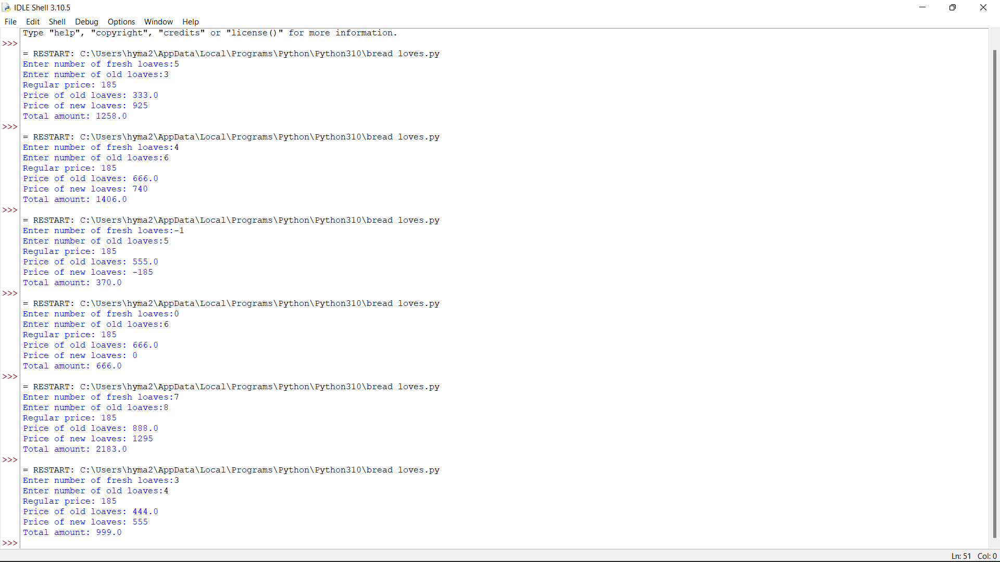 IDLE Shell 3.10.5
File Edit Shell Debug Options Window Help
Type "help", "copyright", "credits" or "license()" for more information.
>>>
= RESTART: C:\Users\hyma2\AppData\Local\Programs\Python\Python310\bread loves.py
Enter number of fresh loaves:5
Enter number of old loaves:3
Regular price: 185
Price of old loaves: 333.0
Price of new loaves: 925
Total amount: 1258.0
>>>
= RESTART: C:\Users\hyma2\AppData\Local\Programs\Python\Python310\bread loves.py
Enter number of fresh loaves:4
Enter number of old loaves:6
Regular price: 185
Price of old loaves: 666.0
Price of new loaves: 740
Total amount: 1406.0
>>>
= RESTART: C:\Users\hyma2\AppData\Local\Programs\Python\Python310\bread loves.py
Enter number of fresh loaves:-1
Enter number of old loaves:5
Regular price: 185
Price of old loaves: 555.0
Price of new loaves: -185
Total amount: 370.0
>>>
= RESTART: C:\Users\hyma2\AppData\Local\Programs\Python\Python310\bread loves.py
Enter number of fresh loaves:0
Enter number of old loaves:6
Regular price: 185
Price of old loaves: 666.0
Price of new loaves: 0
Total amount: 666.0
>>>
= RESTART: C:\Users\hyma2\AppData\Local\Programs\Python\Python310\bread loves.py
Enter number of fresh loaves:7
Enter number of old loaves:8
Regular price: 185
Price of old loaves: 888.0
Price of new loaves: 1295
Total amount: 2183.0
>>>
= RESTART: C:\Users\hyma2\AppData\Local\Programs\Python\Python310\bread loves.py
Enter number of fresh loaves:3
Enter number of old loaves:4
Regular price: 185
Price of old loaves: 444.0
Price of new loaves: 555
Total amount: 999.0
>>>
Ln: 51 Col: 0